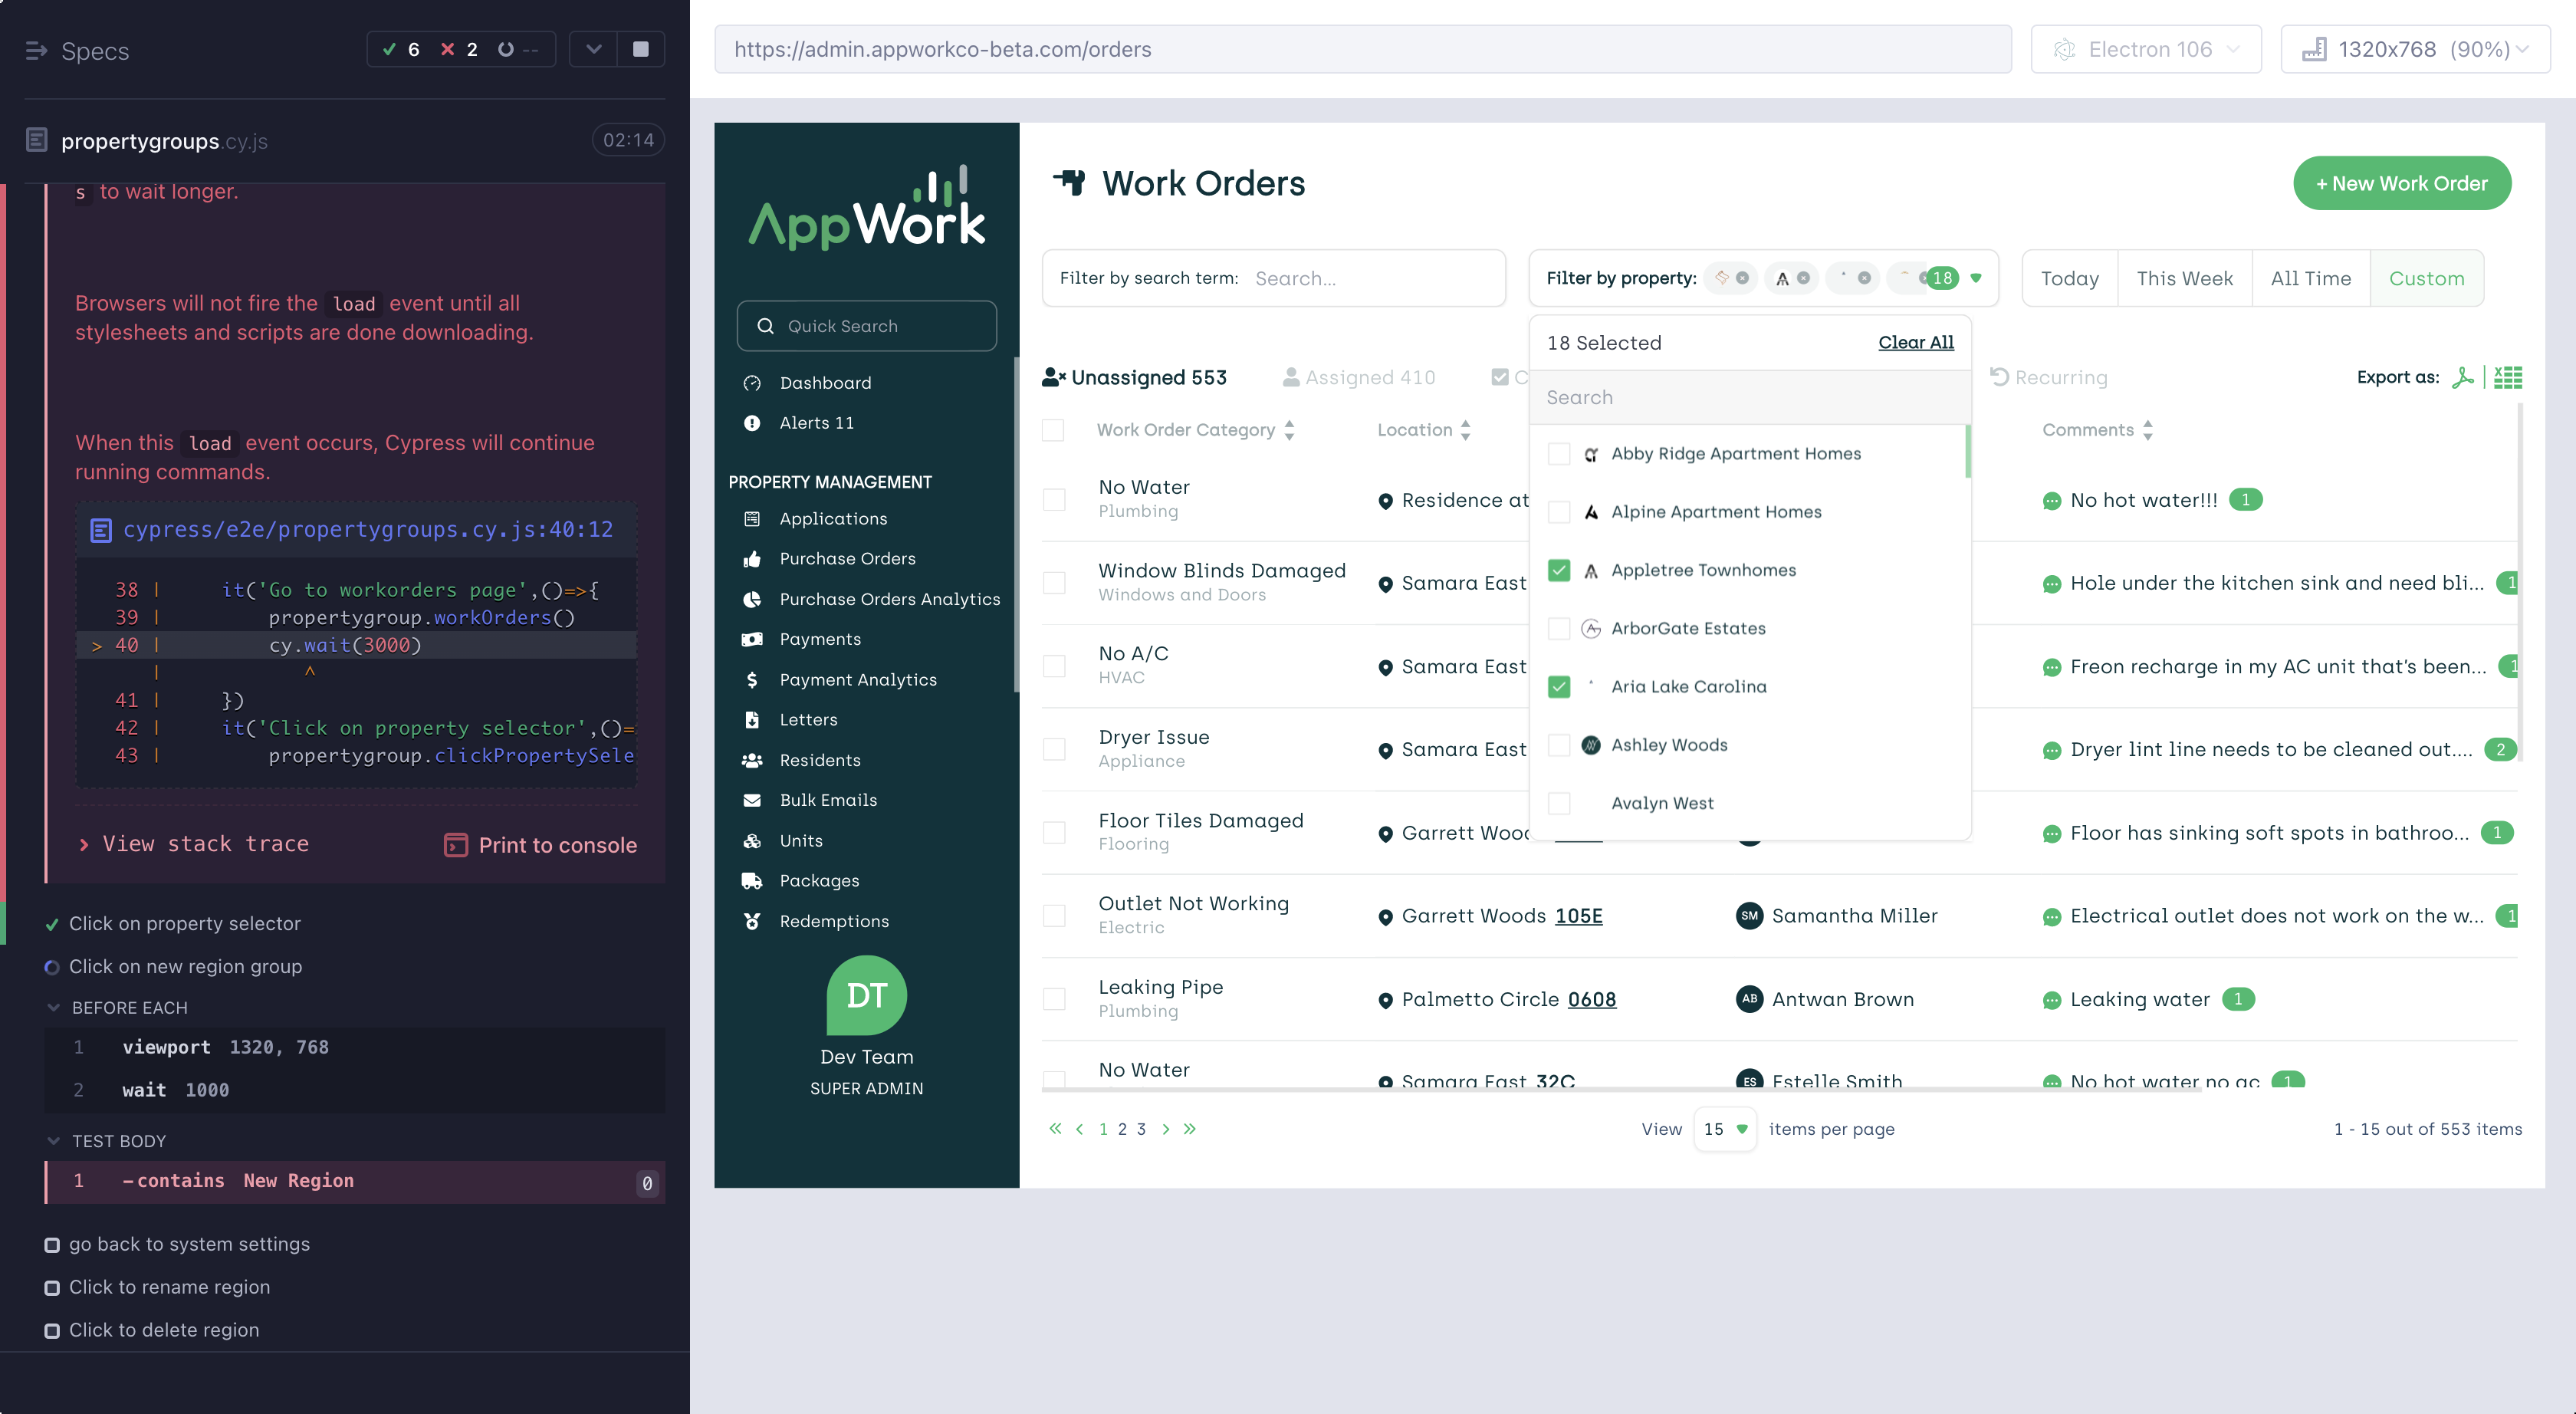 Specs
6 2 --
propertygroups.cy.js
02:14
s to wait longer.
Browsers will not fire the load event until all
stylesheets and scripts are done downloading.
When this load event occurs, Cypress will continue
running commands.
cypress/e2e/propertygroups.cy.js:40:12
38 | it('Go to workorders page',()=>{
39 | propertygroup.workOrders()
> 40 | cy.wait(3000)
| ^
41 | })
42 | it('Click on property selector',()=
43 | propertygroup.clickPropertySele
View stack trace
Print to console
Click on property selector
Click on new region group
BEFORE EACH
1 viewport 1320, 768
2 wait 1000
TEST BODY
1 -contains New Region 0
go back to system settings
Click to rename region
Click to delete region
https://admin.appworkco-beta.com/orders
Electron 106
1320x768 (90%)
AppWork
Quick Search
Dashboard
Alerts 11
PROPERTY MANAGEMENT
Applications
Purchase Orders
Purchase Orders Analytics
Payments
Payment Analytics
Letters
Residents
Bulk Emails
Units
Packages
Redemptions
DT
Dev Team
SUPER ADMIN
Work Orders
+ New Work Order
Filter by search term: Search...
Filter by property: 18
Today This Week All Time Custom
18 Selected Clear All
Search
Abby Ridge Apartment Homes
Alpine Apartment Homes
Appletree Townhomes
ArborGate Estates
Aria Lake Carolina
Ashley Woods
Avalyn West
Unassigned 553 Assigned 410 C Recurring Export as:
Work Order Category Location Comments
No Water
Plumbing
Residence at
No hot water!!! 1
Window Blinds Damaged
Windows and Doors
Samara East
Hole under the kitchen sink and need bli... 1
No A/C
HVAC
Samara East
Freon recharge in my AC unit that's been... 1
Dryer Issue
Appliance
Samara East
Dryer lint line needs to be cleaned out.... 2
Floor Tiles Damaged
Flooring
Garrett Wood
Floor has sinking soft spots in bathroo... 1
Outlet Not Working
Electric
Garrett Woods 105E
SM Samantha Miller
Electrical outlet does not work on the w... 1
Leaking Pipe
Plumbing
Palmetto Circle 0608
AB Antwan Brown
Leaking water 1
No Water
Samara East 32C
ES Estelle Smith
No hot water no ac 1
1 2 3
View 15 items per page
1 - 15 out of 553 items